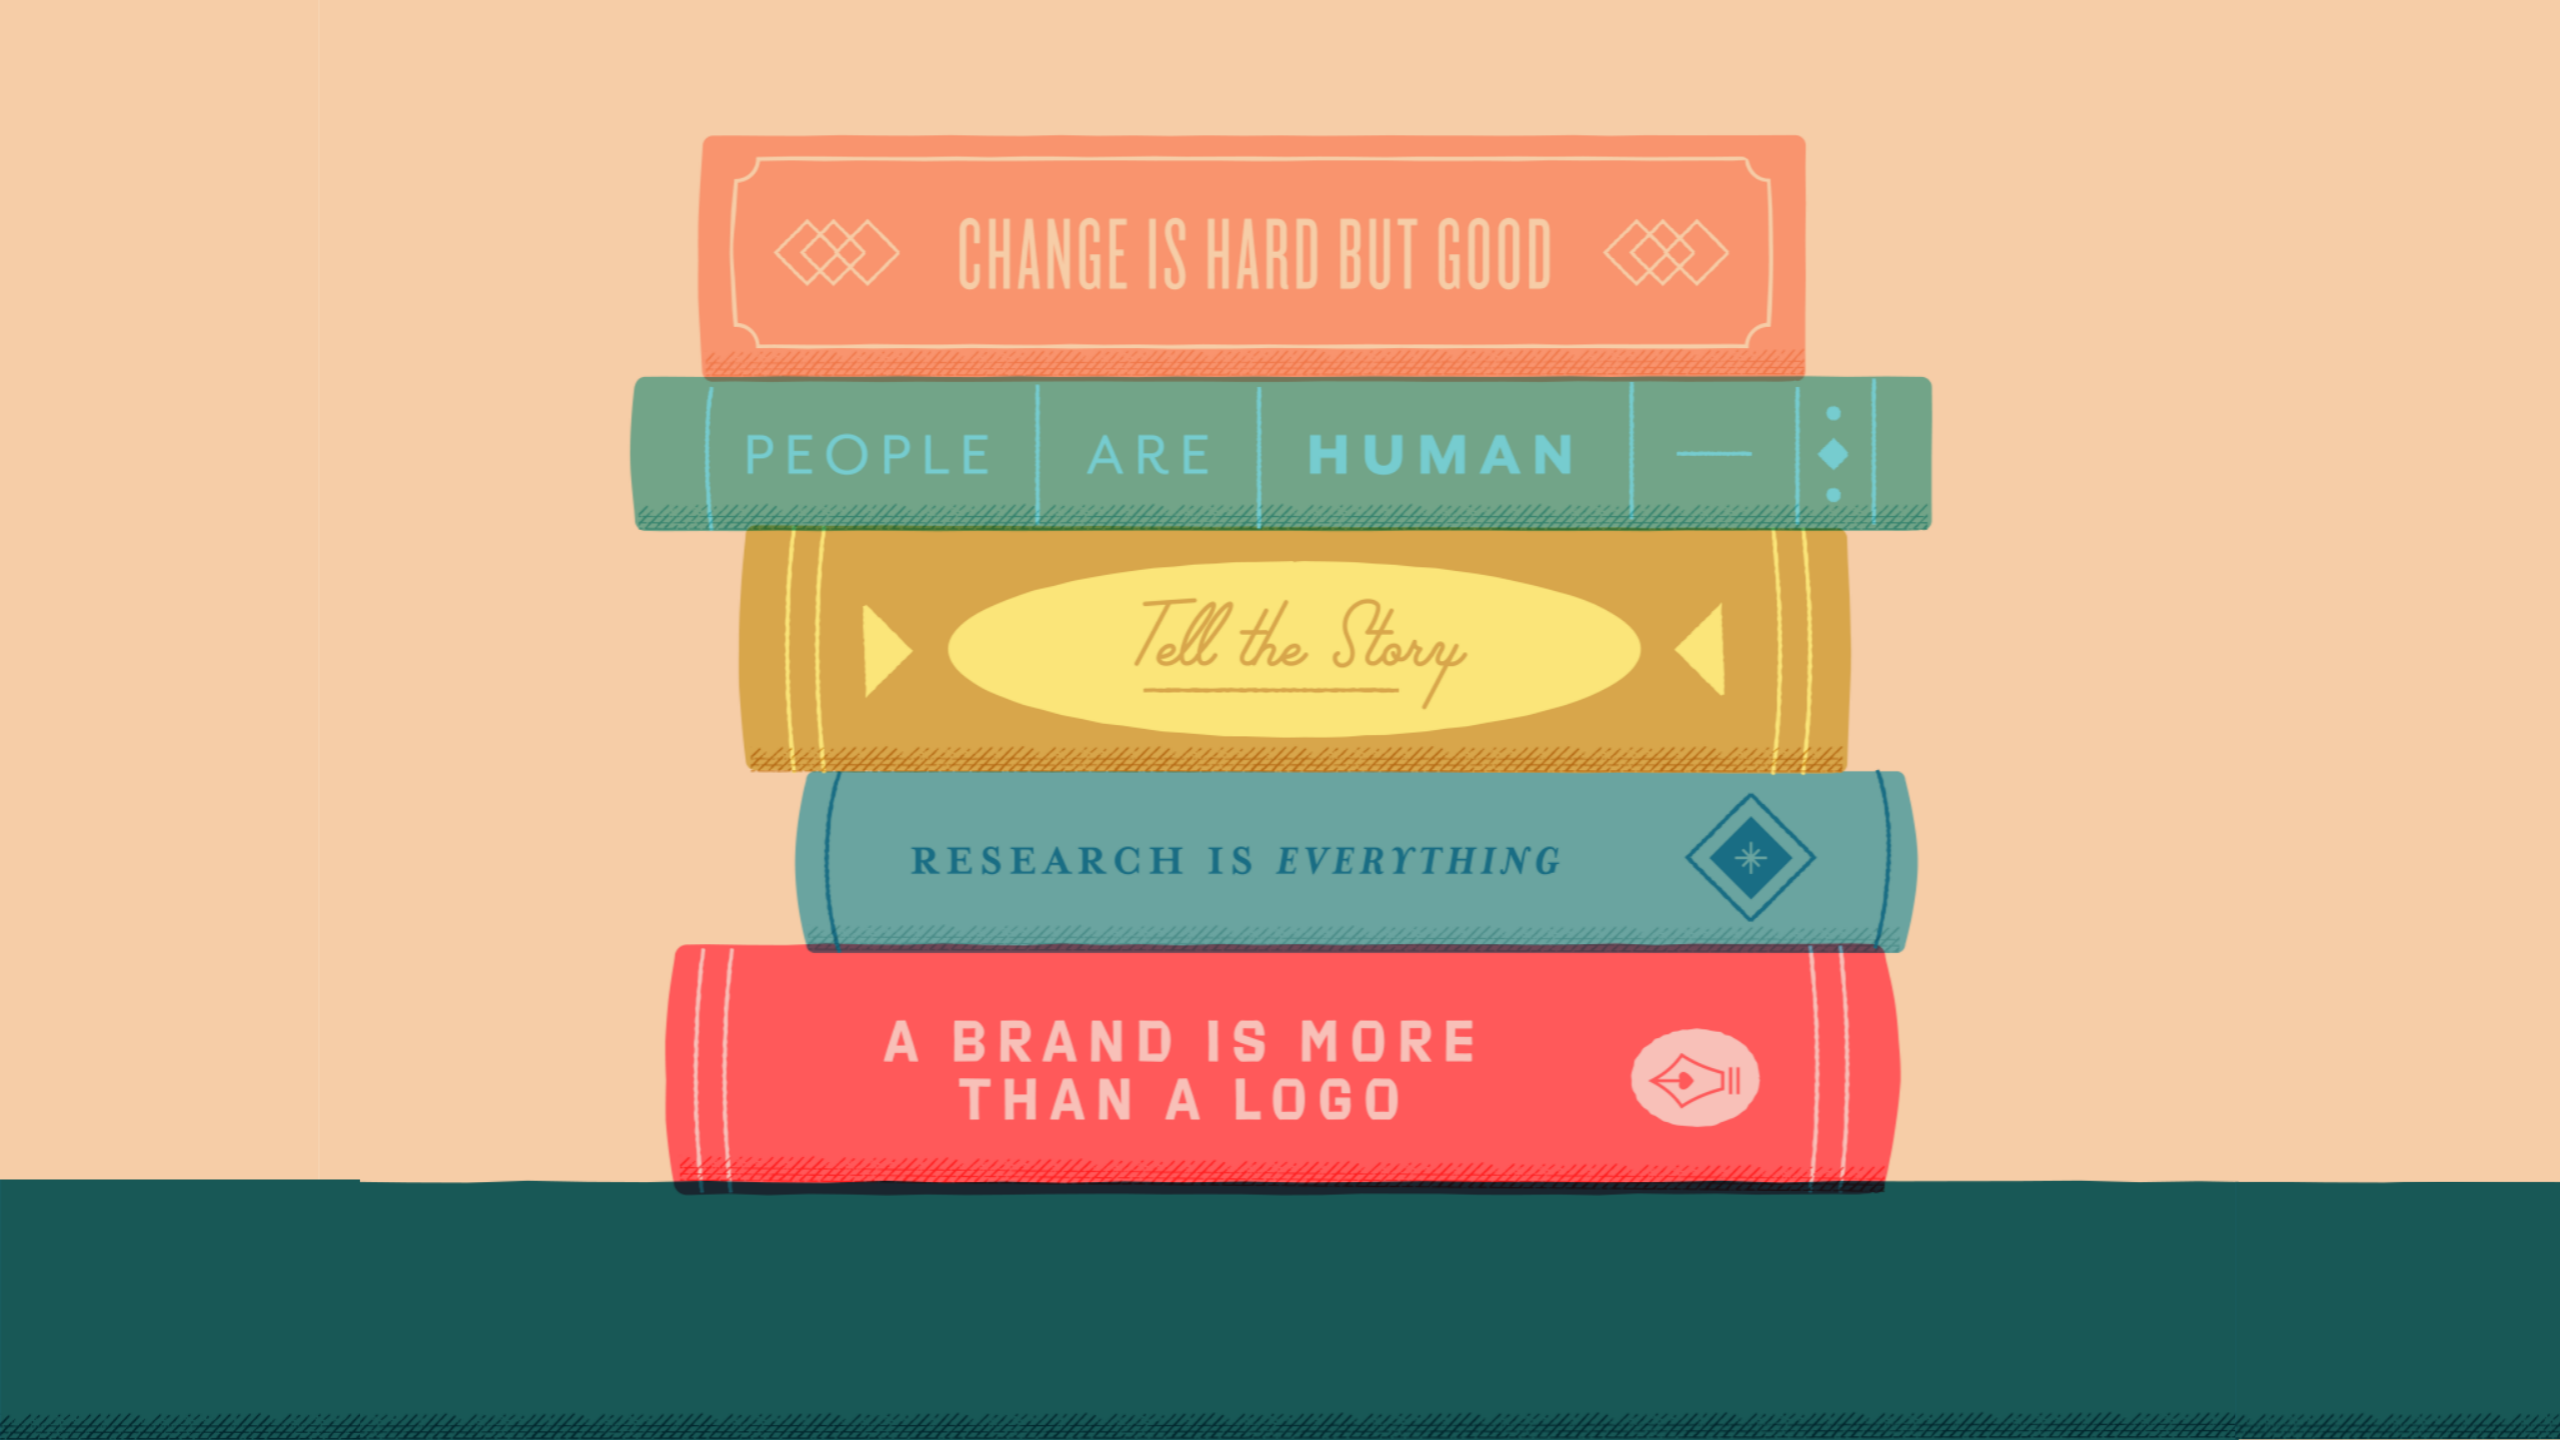 CHANGE IS HARD BUT GOOD
PEOPLE ARE HUMAN
Tell the Story
RESEARCH IS EVERYTHING
A BRAND IS MORE
THAN A LOGO